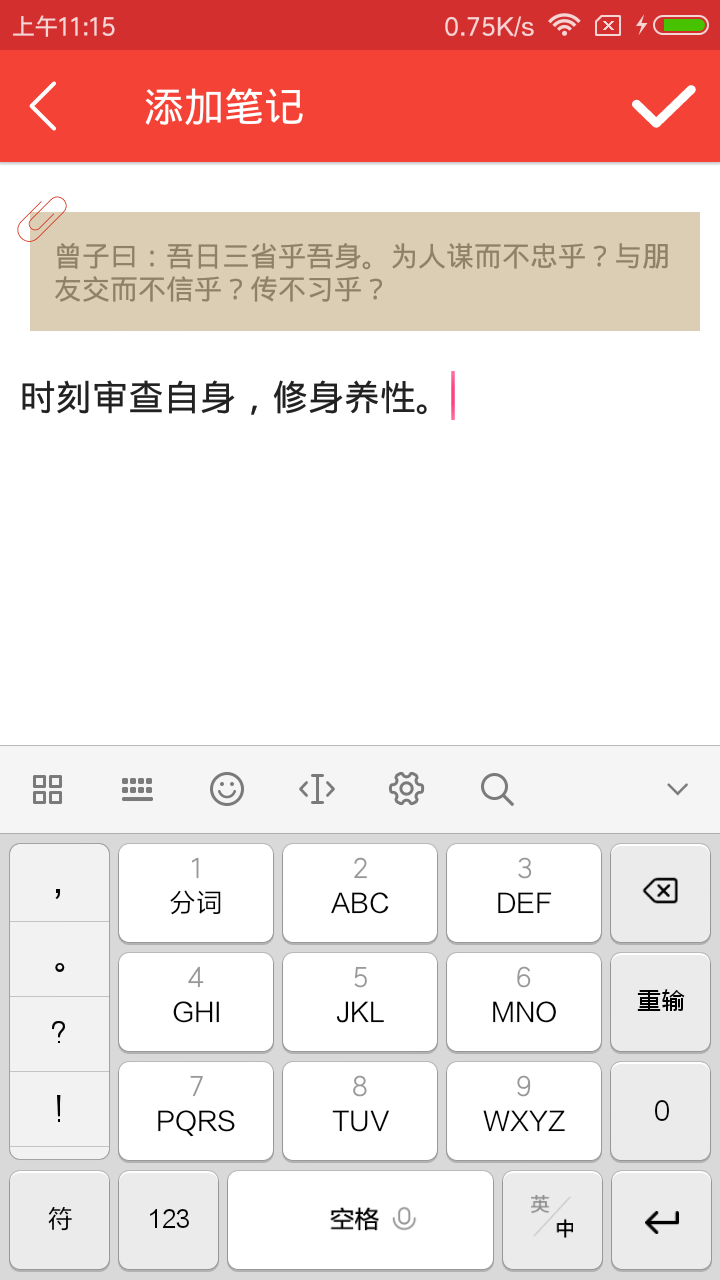 上午11:15 0.75K/s
添加笔记
曾子曰：吾日三省乎吾身。为人谋而不忠乎？与朋
友交而不信乎？传不习乎？
时刻审查自身，修身养性。
， 1 2 3
分词 ABC DEF
。 4 5 6
GHI JKL MNO 重输
？
！ 7 8 9
PQRS TUV WXYZ 0
符 123 空格 英/中